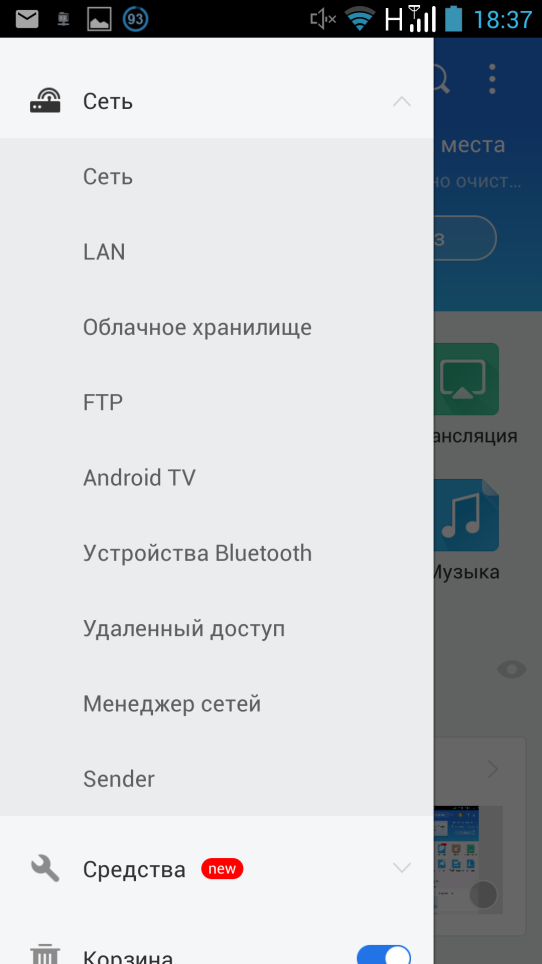 93 H 18:37
Сеть
места
Сеть
но очист...
LAN
з
Облачное хранилище
FTP
ансляция
Android TV
Устройства Bluetooth
Музыка
Удаленный доступ
Менеджер сетей
Sender
Средства new
Корзина